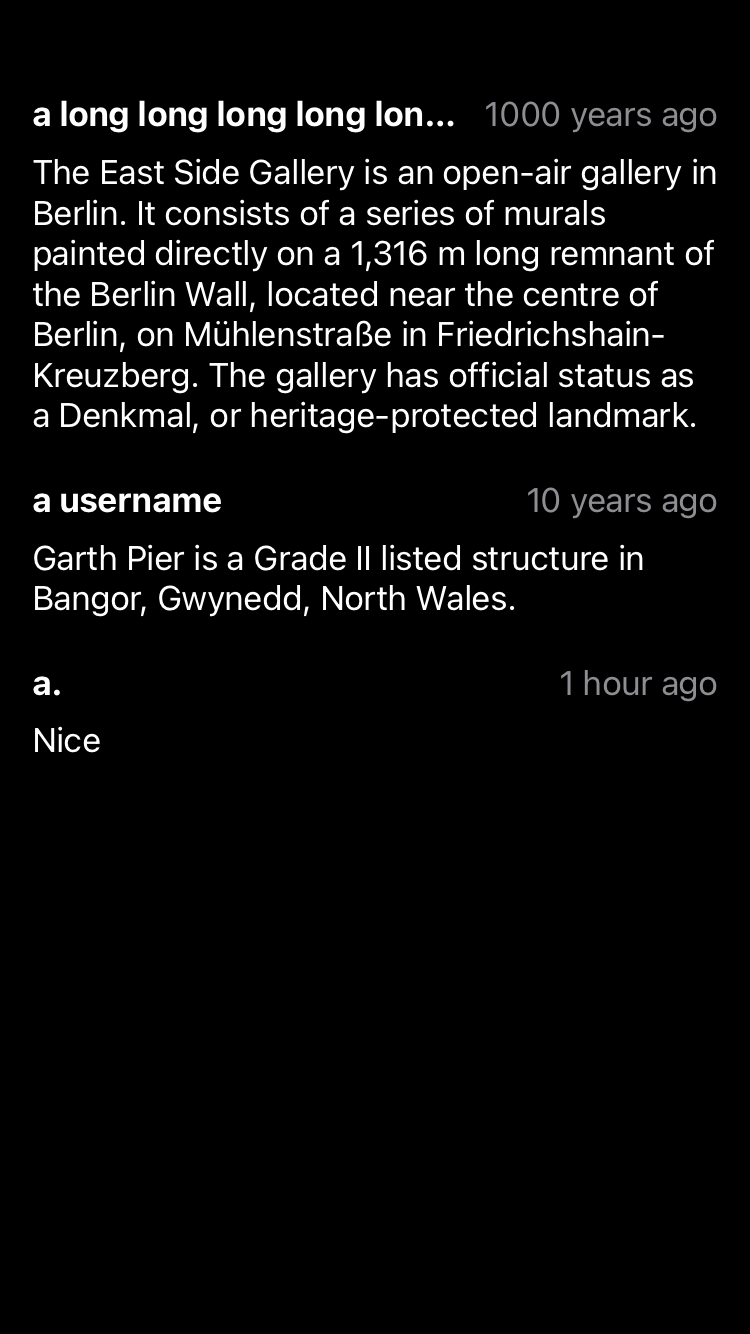 a long long long long lon... 1000 years ago
The East Side Gallery is an open-air gallery in
Berlin. It consists of a series of murals
painted directly on a 1,316 m long remnant of
the Berlin Wall, located near the centre of
Berlin, on Mühlenstraße in Friedrichshain-
Kreuzberg. The gallery has official status as
a Denkmal, or heritage-protected landmark.
a username 10 years ago
Garth Pier is a Grade II listed structure in
Bangor, Gwynedd, North Wales.
a. 1 hour ago
Nice